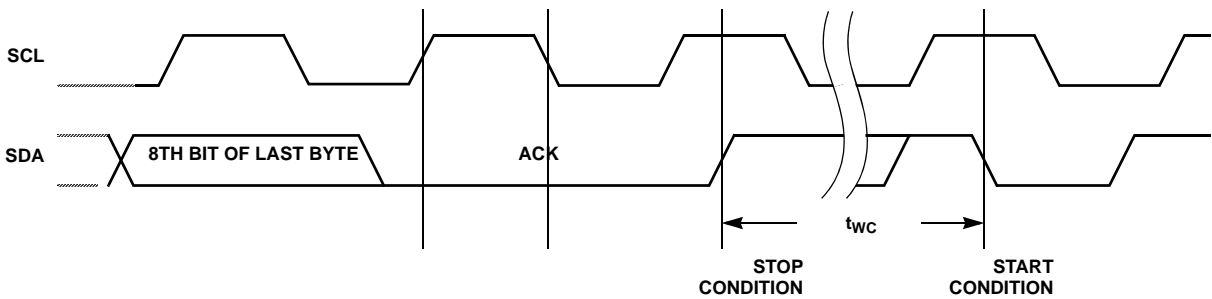 SCL
SDA
8TH BIT OF LAST BYTE
ACK
tWC
STOP
CONDITION
START
CONDITION